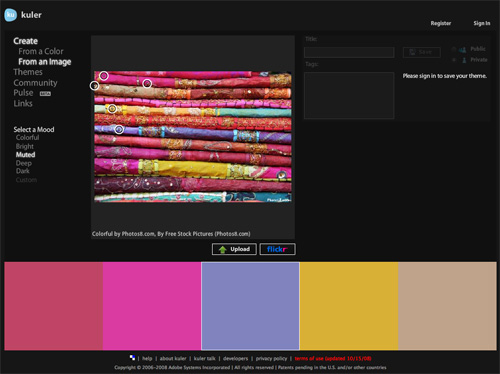 ku kuler
Register Sign In
Create
From a Color
From an Image
Themes
Community
Pulse BETA
Links
Select a Mood
Colorful
Bright
Muted
Deep
Dark
Custom
Colorful by Photos8.com, By Free Stock Pictures (Photos8.com)
Upload flickr
Title:
Save
Public
Private
Tags:
Please sign in to save your theme.
| help | about kuler | kuler talk | developers | privacy policy | terms of use (updated 10/15/08)
Copyright © 2006-2008 Adobe Systems Incorporated | All rights reserved | Patents pending in the U.S. and/or other countries